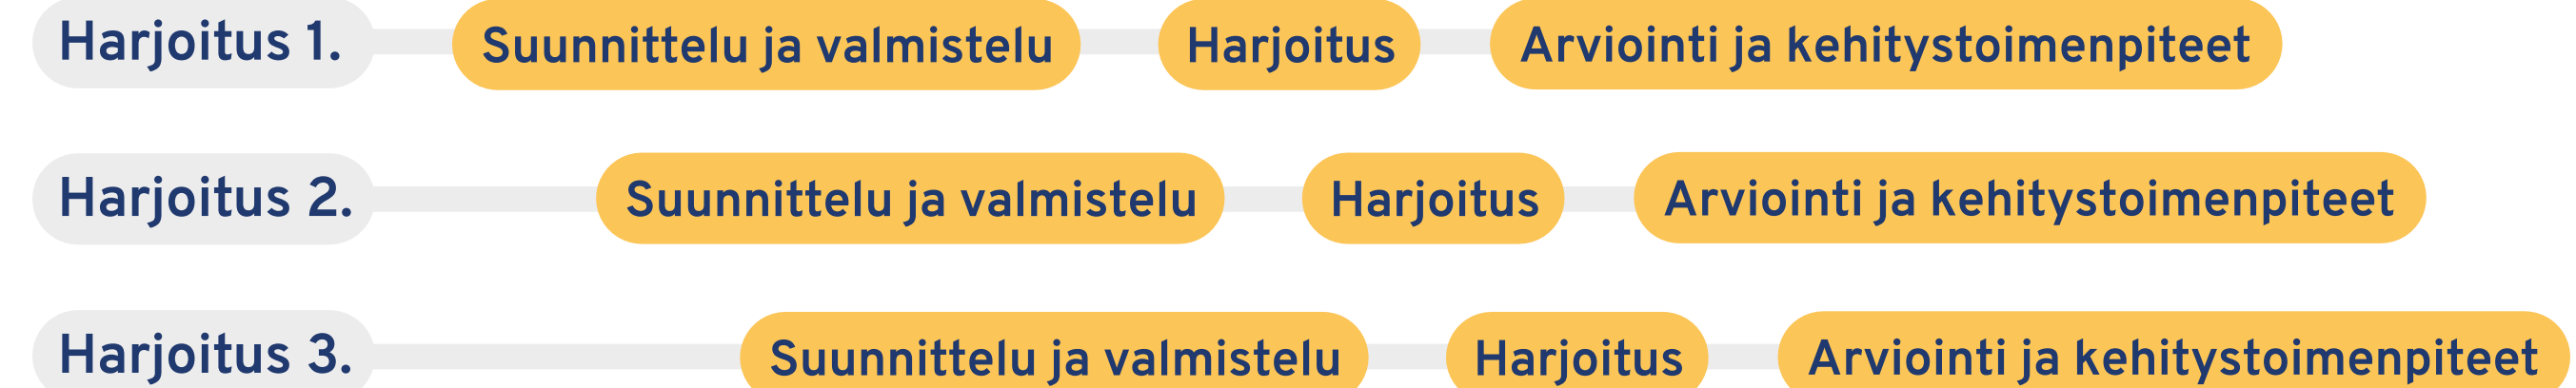 Harjoitus 1. Suunnittelu ja valmistelu Harjoitus Arviointi ja kehitystoimenpiteet
Harjoitus 2. Suunnittelu ja valmistelu Harjoitus Arviointi ja kehitystoimenpiteet
Harjoitus 3. Suunnittelu ja valmistelu Harjoitus Arviointi ja kehitystoimenpiteet